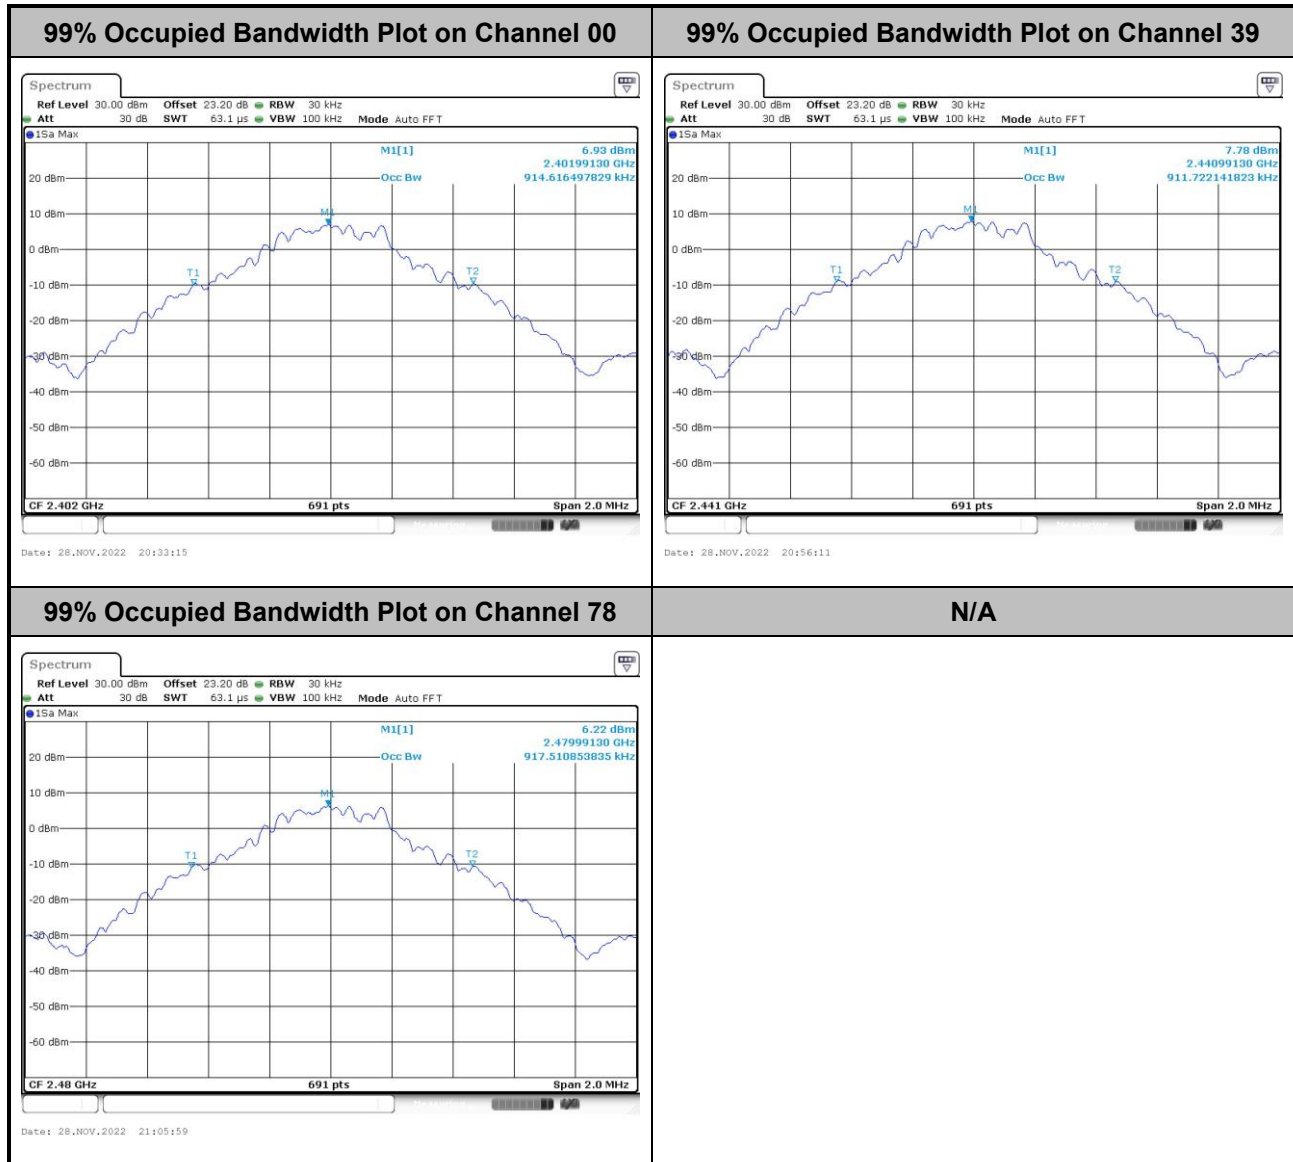 99% Occupied Bandwidth Plot on Channel 00
99% Occupied Bandwidth Plot on Channel 39
Spectrum
Ref Level 30.00 dBm Offset 23.20 dB RBW 30 kHz
Att 30 dB SWT 63.1 µs VBW 100 kHz Mode Auto FFT
1Sa Max
M1[1] 6.93 dBm
2.40199130 GHz
Occ Bw 914.616497829 kHz
20 dBm
10 dBm
M1
0 dBm
T1
T2
-10 dBm
-20 dBm
-30 dBm
-40 dBm
-50 dBm
-60 dBm
CF 2.402 GHz 691 pts Span 2.0 MHz
Date: 28.NOV.2022 20:33:15
Spectrum
Ref Level 30.00 dBm Offset 23.20 dB RBW 30 kHz
Att 30 dB SWT 63.1 µs VBW 100 kHz Mode Auto FFT
1Sa Max
M1[1] 7.78 dBm
2.44099130 GHz
Occ Bw 911.722141823 kHz
20 dBm
10 dBm
M1
0 dBm
T1
T2
-10 dBm
-20 dBm
-30 dBm
-40 dBm
-50 dBm
-60 dBm
CF 2.441 GHz 691 pts Span 2.0 MHz
Date: 28.NOV.2022 20:56:11
99% Occupied Bandwidth Plot on Channel 78
N/A
Spectrum
Ref Level 30.00 dBm Offset 23.20 dB RBW 30 kHz
Att 30 dB SWT 63.1 µs VBW 100 kHz Mode Auto FFT
1Sa Max
M1[1] 6.22 dBm
2.47999130 GHz
Occ Bw 917.510853835 kHz
20 dBm
10 dBm
M1
0 dBm
T1
T2
-10 dBm
-20 dBm
-30 dBm
-40 dBm
-50 dBm
-60 dBm
CF 2.48 GHz 691 pts Span 2.0 MHz
Date: 28.NOV.2022 21:05:59